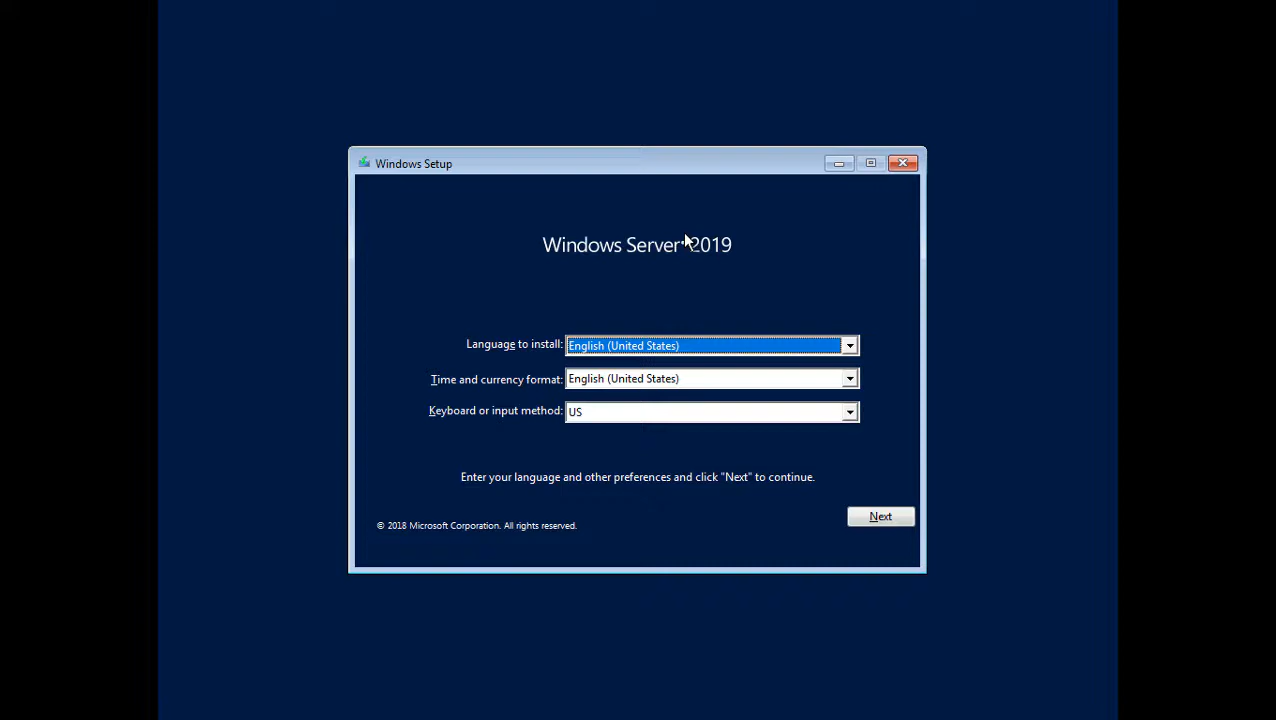 Windows Setup
Windows Server 2019
Language to install: English (United States)
Time and currency format: English (United States)
Keyboard or input method: US
Enter your language and other preferences and click "Next" to continue.
Next
© 2018 Microsoft Corporation. All rights reserved.